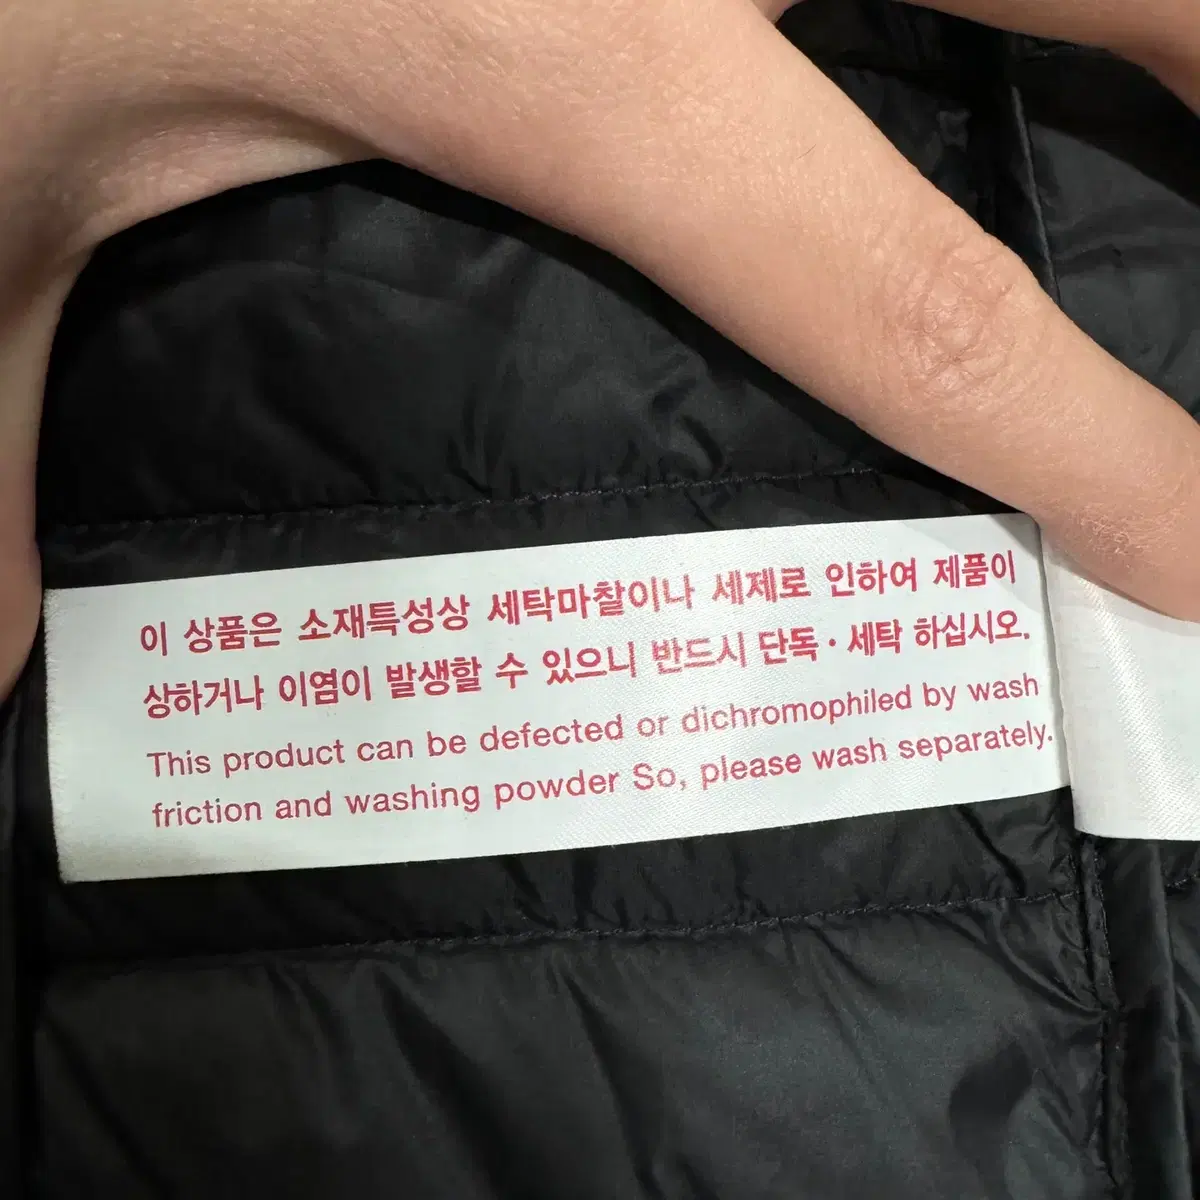 이 상품은 소재특성상 세탁마찰이나 세제로 인하여 제품이
상하거나 이염이 발생할 수 있으니 반드시 단독·세탁 하십시오.
This product can be defected or dichromophiled by wash
friction and washing powder So, please wash separately.